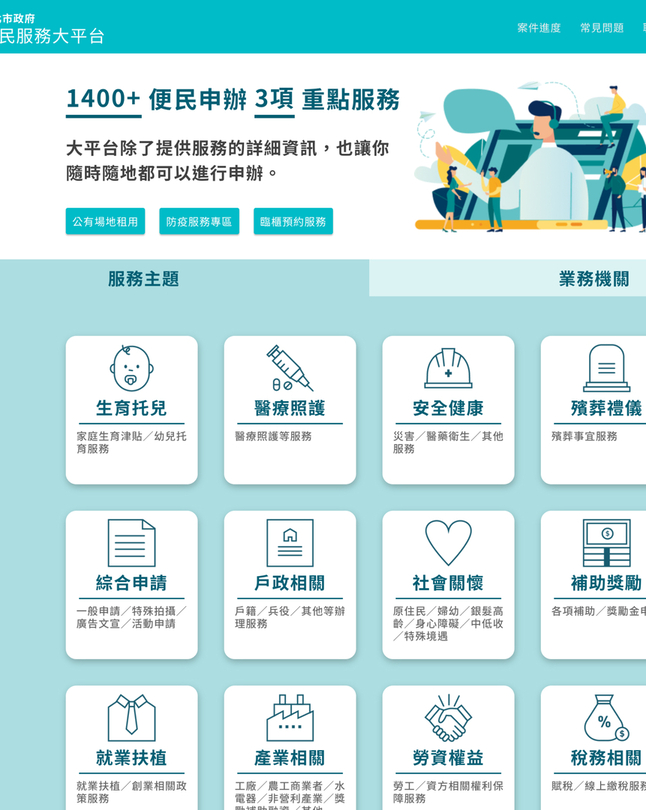 北市政府
民服務大平台
案件進度
常見問題
1400+ 便民申辦 3項 重點服務
大平台除了提供服務的詳細資訊，也讓你
隨時隨地都可以進行申辦。
公有場地租用
防疫服務專區
臨櫃預約服務
服務主題
業務機關
生育托兒
家庭生育津貼／幼兒托
育服務
醫療照護
醫療照護等服務
安全健康
災害／醫藥衛生／其他
服務
殯葬禮儀
殯葬事宜服務
綜合申請
一般申請／特殊拍攝／
廣告文宣／活動申請
戶政相關
戶籍／兵役／其他等辦
理服務
社會關懷
原住民／婦幼／銀髮高
齡／身心障礙／中低收
／特殊境遇
補助獎勵
各項補助／獎勵金申
就業扶植
就業扶植／創業相關政
策服務
產業相關
工廠／農工商業者／水
電器／非營利產業／獎
勵補助融資／其他
勞資權益
勞工／資方相關權利保
障服務
稅務相關
賦稅／線上繳稅服務